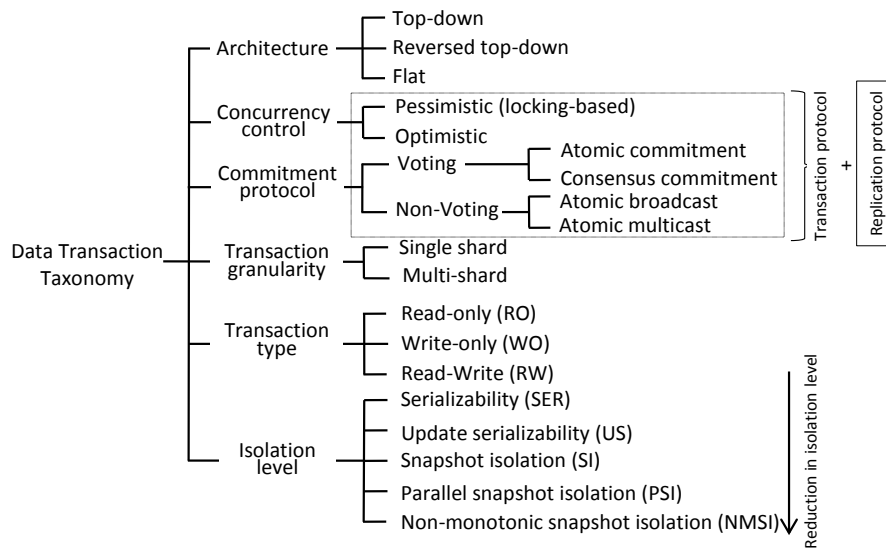 Data Transaction
Taxonomy
Architecture
Top-down
Reversed top-down
Flat
Concurrency
control
Pessimistic (locking-based)
Optimistic
Commitment
protocol
Voting
Atomic commitment
Consensus commitment
Non-Voting
Atomic broadcast
Atomic multicast
Transaction protocol
+
Replication protocol
Transaction
granularity
Single shard
Multi-shard
Transaction
type
Read-only (RO)
Write-only (WO)
Read-Write (RW)
Isolation
level
Serializability (SER)
Update serializability (US)
Snapshot isolation (SI)
Parallel snapshot isolation (PSI)
Non-monotonic snapshot isolation (NMSI)
Reduction in isolation level